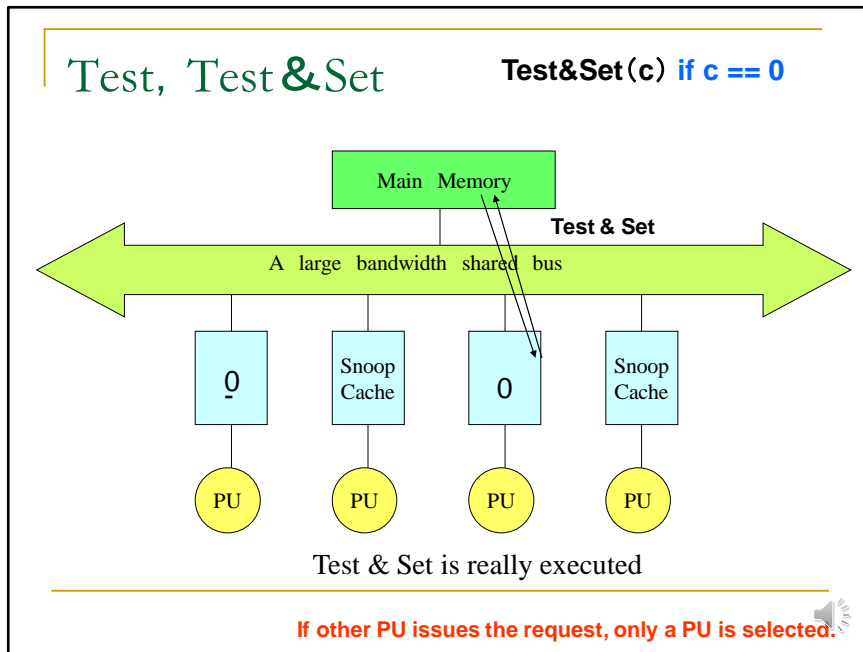 Test, Test＆Set
Test&Set（c） if c == 0
Main Memory
Test & Set
A large bandwidth shared bus
0
-
Snoop
Cache
0
Snoop
Cache
PU
PU
PU
PU
Test & Set is really executed
If other PU issues the request, only a PU is selected.